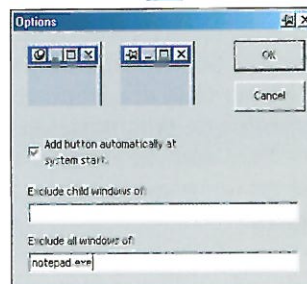 Options
OK
Cancel
Add button automatically at
system start.
Exclude child windows of:
Exclude all windows of:
notepad.exe